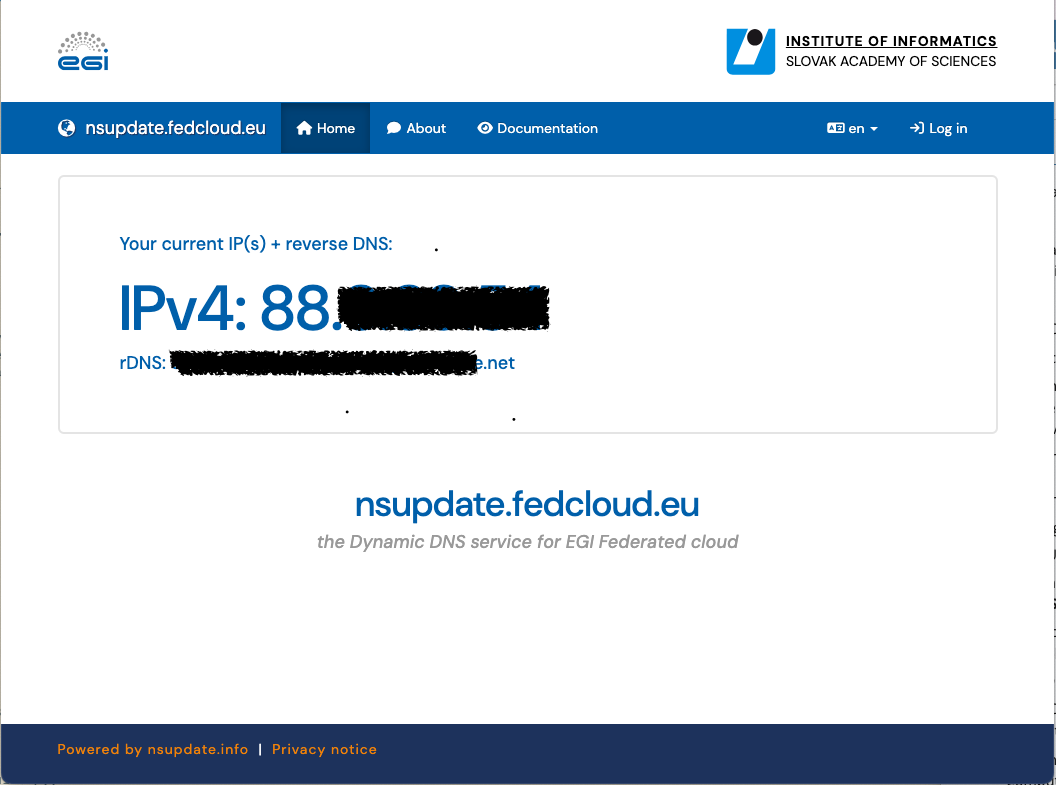 egi
INSTITUTE OF INFORMATICS
SLOVAK ACADEMY OF SCIENCES
nsupdate.fedcloud.eu Home About Documentation en Log in
Your current IP(s) + reverse DNS:
IPv4: 88.
rDNS: e.net
nsupdate.fedcloud.eu
the Dynamic DNS service for EGI Federated cloud
Powered by nsupdate.info | Privacy notice